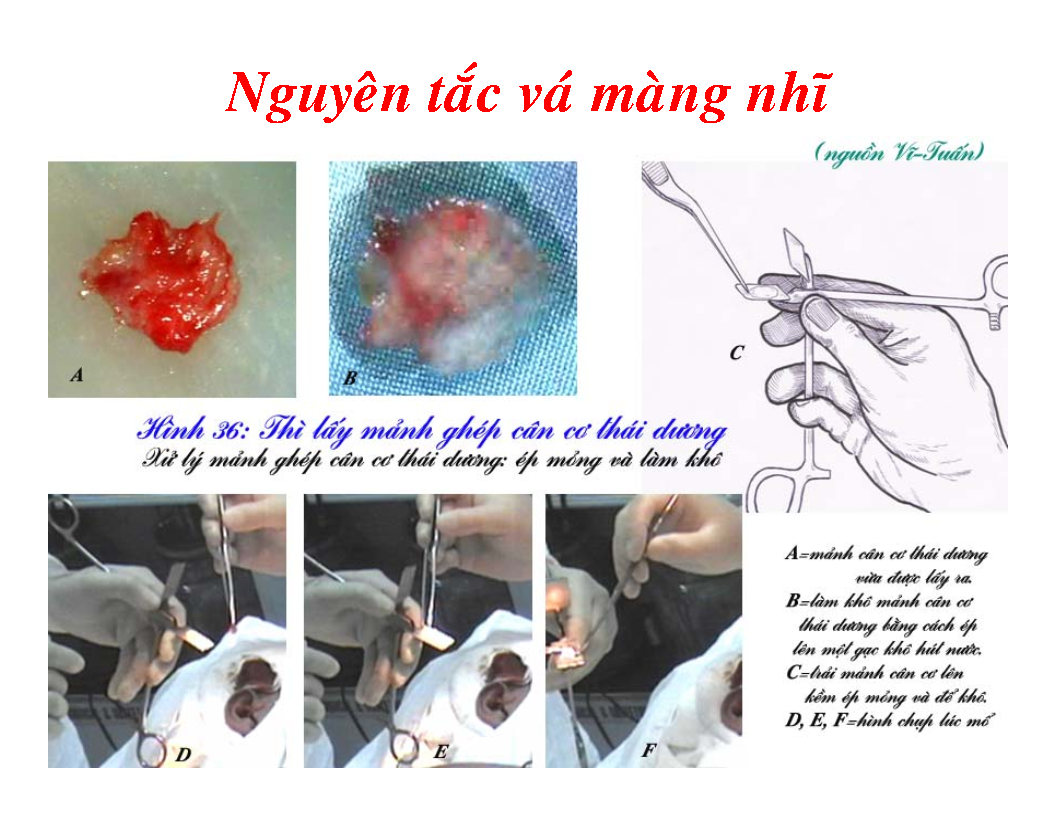 Nguyên tắc vá màng nhĩ
(nguồn Vĩ-Tuấn)
A
B
C
Hình 36: Thì lấy mảnh ghép cân cơ thái dương
Xử lý mảnh ghép cân cơ thái dương: ép mỏng và làm khô
D
E
F
A=mảnh cân cơ thái dương
vừa được lấy ra.
B=làm khô mảnh cân cơ
thái dương bằng cách ép
lên một gạc khô hút nước.
C=trải mảnh cân cơ lên
kềm ép mỏng và để khô.
D, E, F=hình chụp lúc mổ